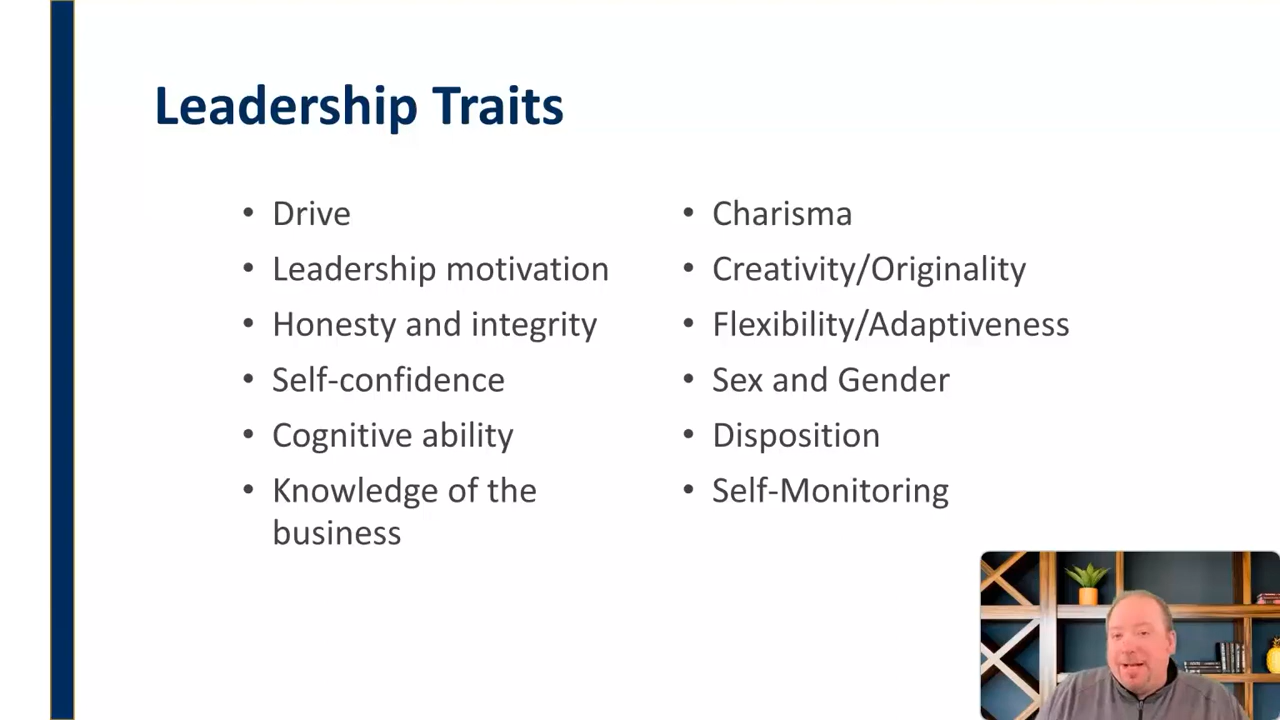 Leadership Traits
• Drive
• Leadership motivation
• Honesty and integrity
• Self-confidence
• Cognitive ability
• Knowledge of the
business
• Charisma
• Creativity/Originality
• Flexibility/Adaptiveness
• Sex and Gender
• Disposition
• Self-Monitoring